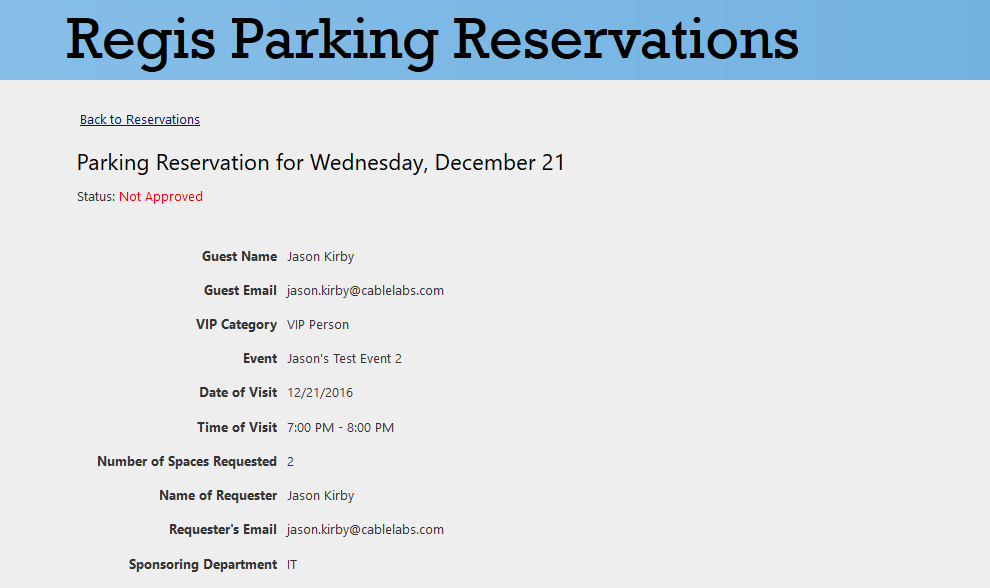 Regis Parking Reservations
Back to Reservations
Parking Reservation for Wednesday, December 21
Status: Not Approved
Guest Name Jason Kirby
Guest Email jason.kirby@cablelabs.com
VIP Category VIP Person
Event Jason's Test Event 2
Date of Visit 12/21/2016
Time of Visit 7:00 PM - 8:00 PM
Number of Spaces Requested 2
Name of Requester Jason Kirby
Requester's Email jason.kirby@cablelabs.com
Sponsoring Department IT